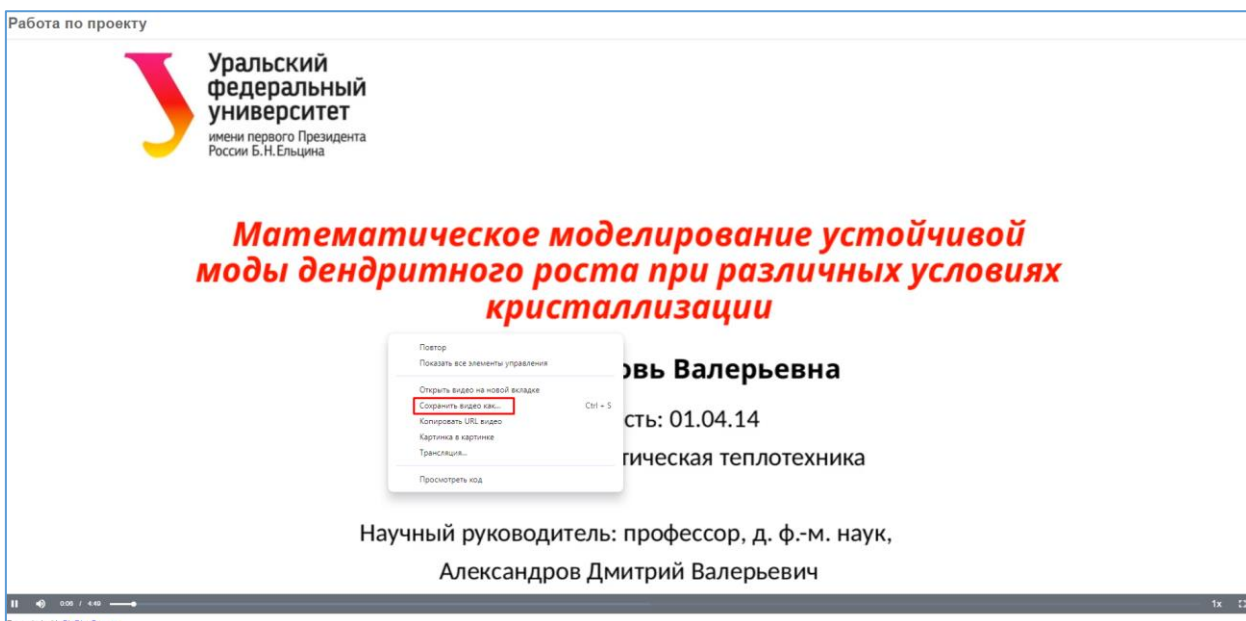 Работа по проекту
Уральский
федеральный
университет
имени первого Президента
России Б.Н.Ельцина
Математическое моделирование устойчивой
моды дендритного роста при различных условиях
кристаллизации
Повтор
Показать все элементы управления
Открыть видео на новой вкладке
Сохранить видео как... Ctrl + S
Копировать URL видео
Картинка в картинке
Трансляция...
Просмотреть код
овь Валерьевна
сть: 01.04.14
тическая теплотехника
Научный руководитель: профессор, д. ф.-м. наук,
Александров Дмитрий Валерьевич
0:06 / 4:49 1x